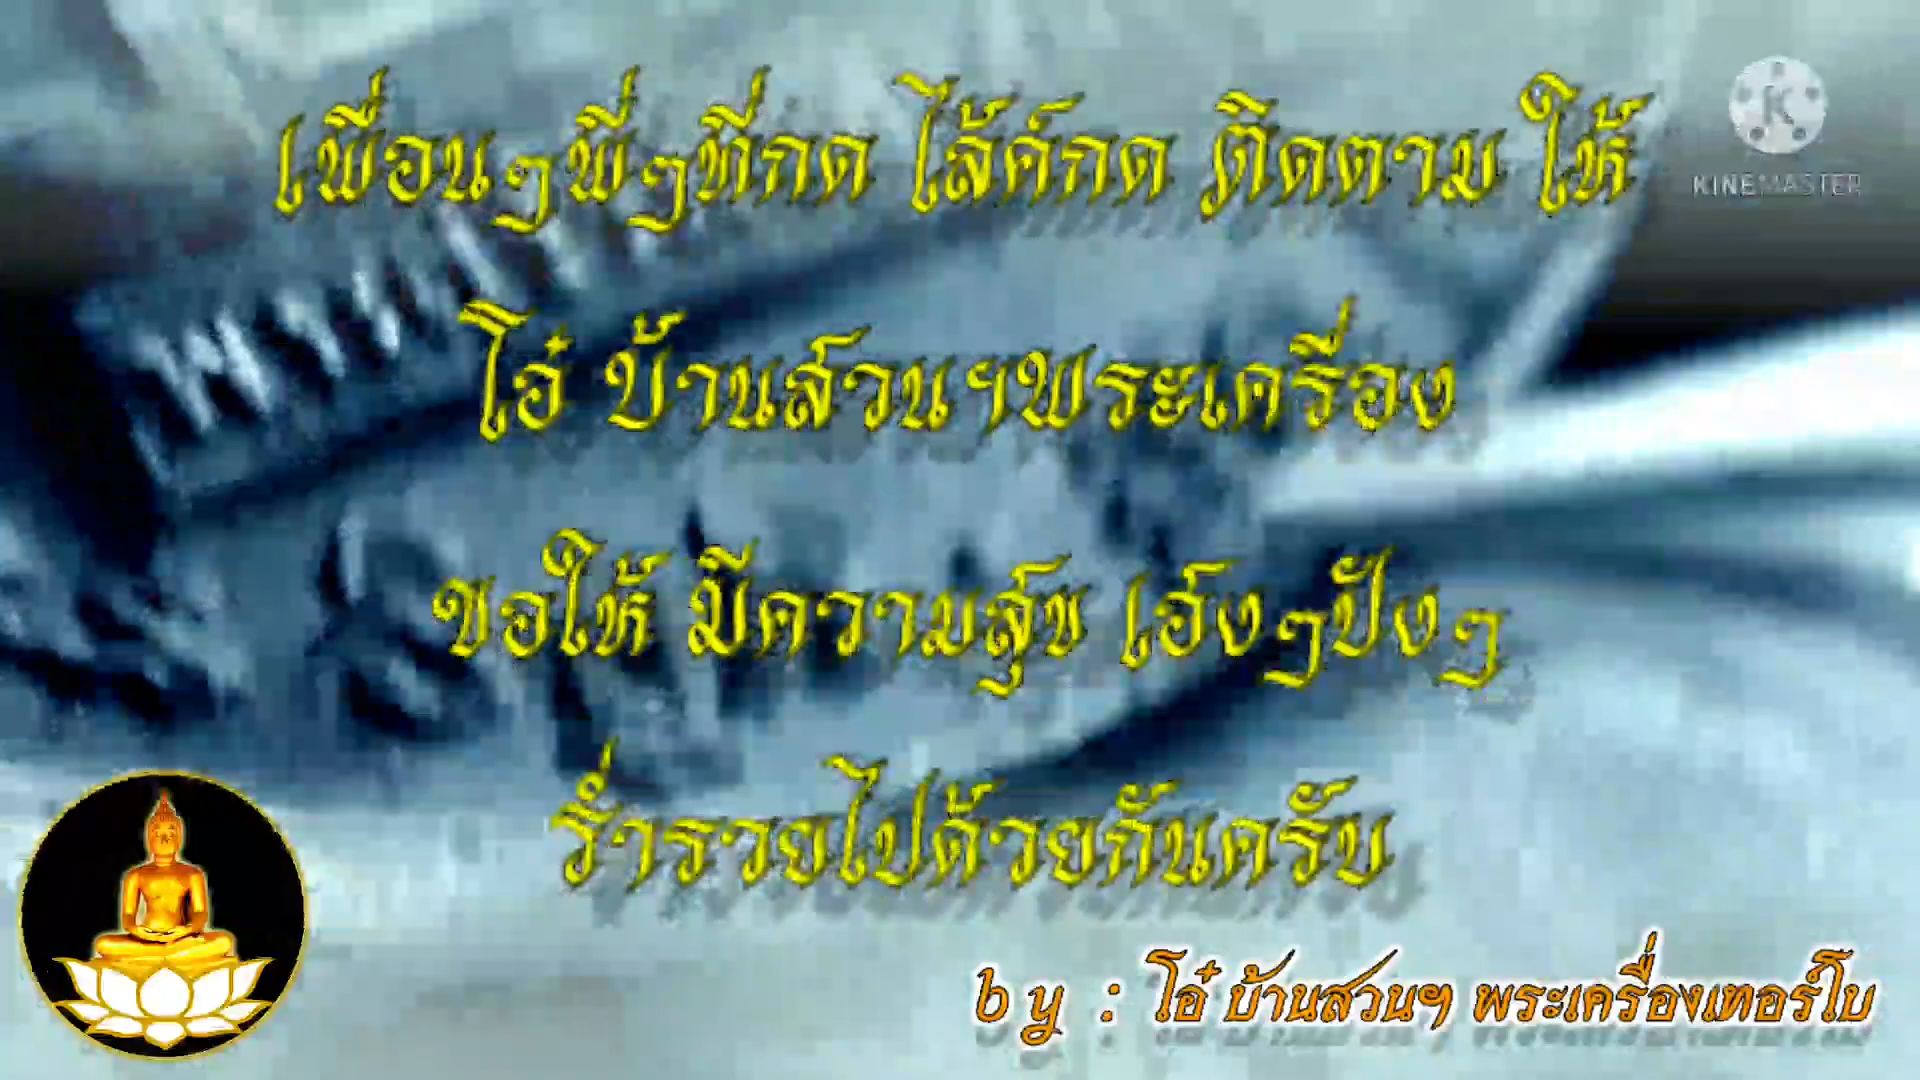 เพื่อนๆพี่ๆที่กด ไล้ค์กด ติดตาม ให้
KINEMASTER
โอ๋ บ้านส์วนฯพระเครื่อง
ขอให้ มีความสุ์ข เฮ์งๆปังๆ
ร่ำรวยไปด้วยกันครับ
by : โอ๋ บ้านสวนฯ พระเครื่องเทอร์โบ